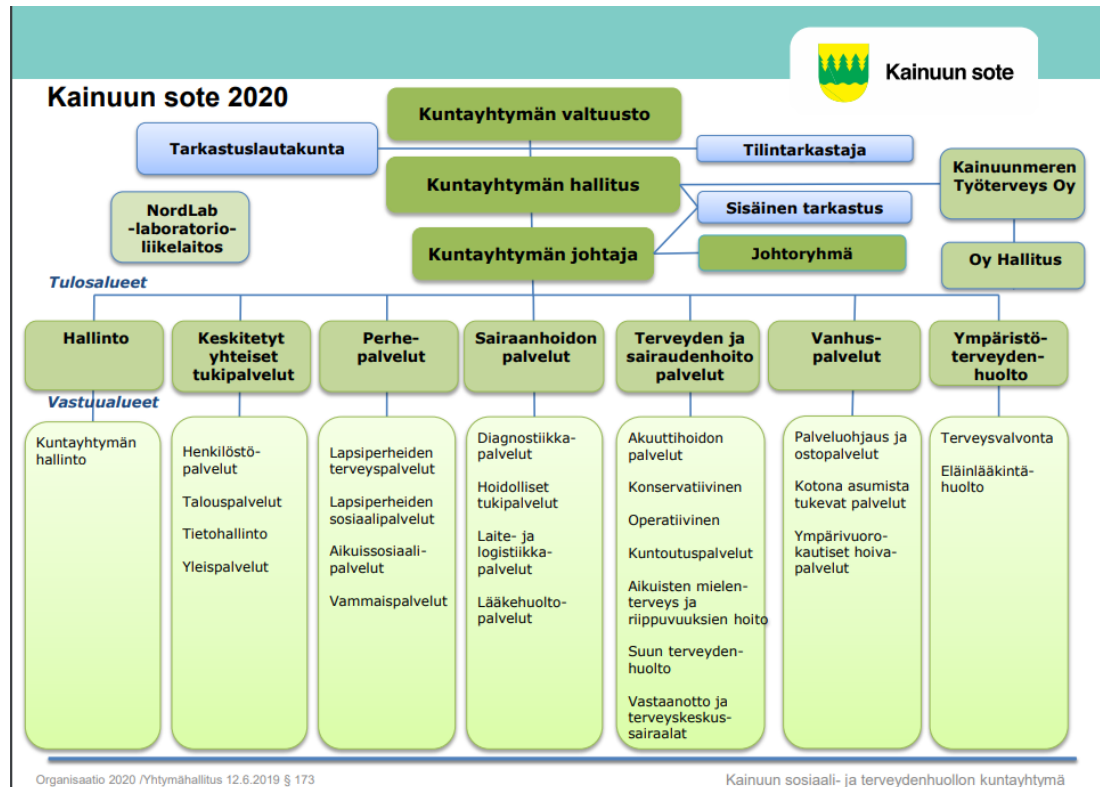 Kainuun sote
Kainuun sote 2020
Kuntayhtymän valtuusto
Tarkastuslautakunta
Tilintarkastaja
Kuntayhtymän hallitus
Kainuunmeren
Työterveys Oy
NordLab
-laboratorio-
liikelaitos
Sisäinen tarkastus
Kuntayhtymän johtaja
Johtoryhmä
Oy Hallitus
Tulosalueet
Hallinto
Keskitetyt
yhteiset
tukipalvelut
Perhe-
palvelut
Sairaanhoidon
palvelut
Terveyden ja
sairaudenhoito
palvelut
Vanhus-
palvelut
Ympäristö-
terveyden-
huolto
Vastuualueet
Kuntayhtymän
hallinto
Henkilöstö-
palvelut
Talouspalvelut
Tietohallinto
Yleispalvelut
Lapsiperheiden
terveyspalvelut
Lapsiperheiden
sosiaalipalvelut
Aikuissosiaali-
palvelut
Vammaispalvelut
Diagnostiikka-
palvelut
Hoidolliset
tukipalvelut
Laite- ja
logistiikka-
palvelut
Lääkehuolto-
palvelut
Akuuttihoidon
palvelut
Konservatiivinen
Operatiivinen
Kuntoutuspalvelut
Aikuisten mielen-
terveys ja
riippuvuuksien hoito
Suun terveyden-
huolto
Vastaanotto ja
terveyskeskus-
sairaalat
Palveluohjaus ja
ostopalvelut
Kotona asumista
tukevat palvelut
Ympärivuoro-
kautiset hoiva-
palvelut
Terveysvalvonta
Eläinlääkintä-
huolto
Organisaatio 2020 /Yhtymähallitus 12.6.2019 § 173
Kainuun sosiaali- ja terveydenhuollon kuntayhtymä